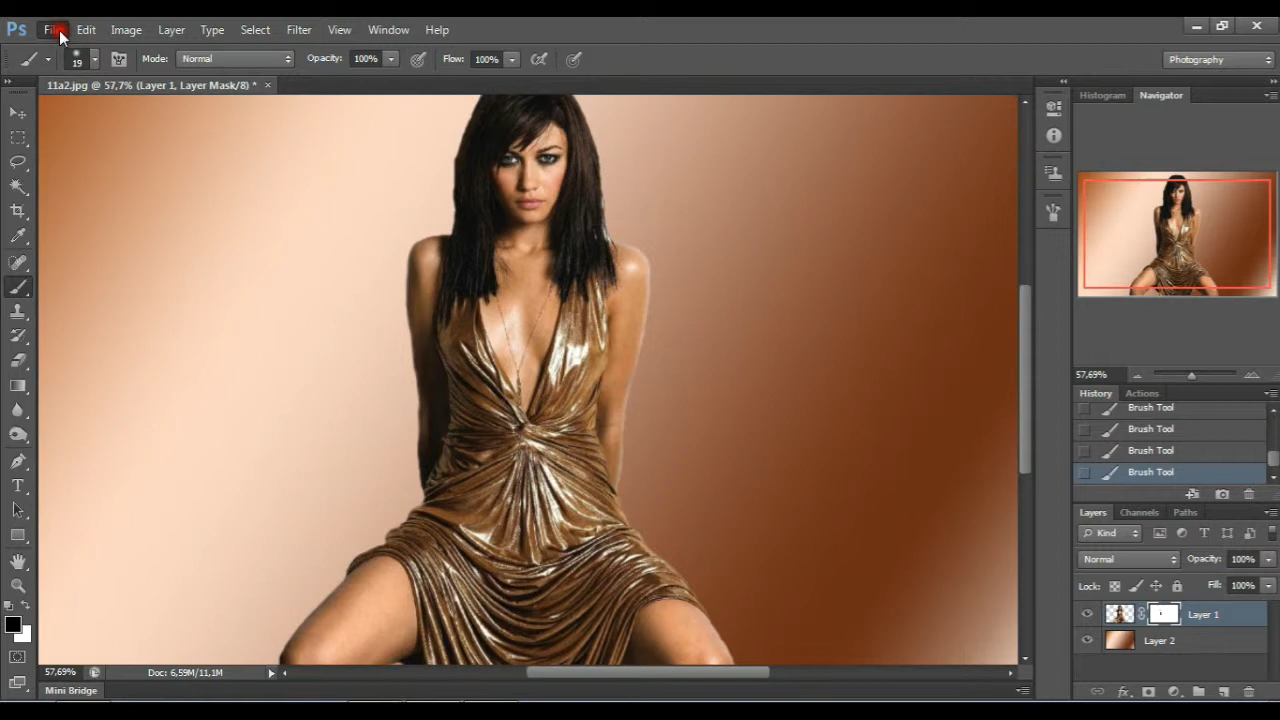 Ps File Edit Image Layer Type Select Filter View Window Help
19 Mode: Normal Opacity: 100% Flow: 100% Photography
11a2.jpg @ 57,7% (Layer 1, Layer Mask/8) * ×
Histogram Navigator
57,69%
History Actions
Brush Tool
Brush Tool
Brush Tool
Brush Tool
Layers Channels Paths
Kind
Normal Opacity: 100%
Lock: Fill: 100%
Layer 1
Layer 2
57,69% Doc: 6,59M/11,1M
Mini Bridge